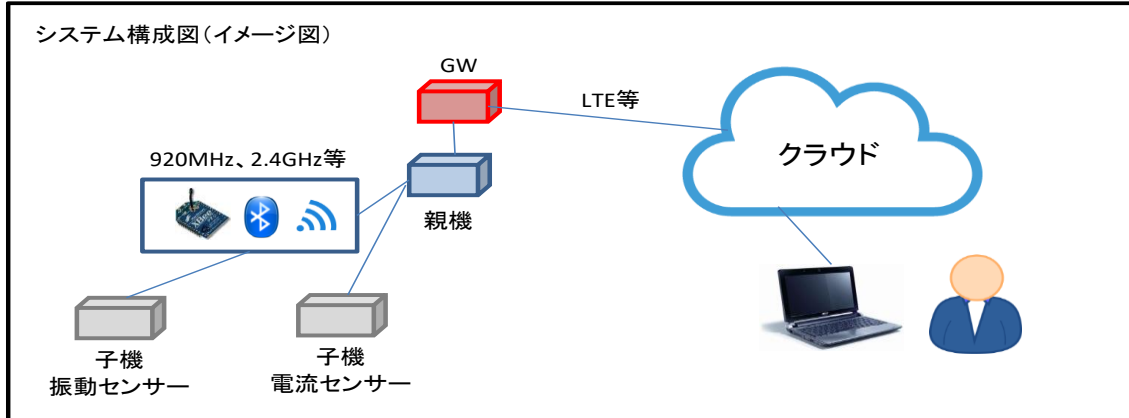 システム構成図(イメージ図)
GW
LTE等
920MHz、2.4GHz等
クラウド
親機
子機
振動センサー
子機
電流センサー